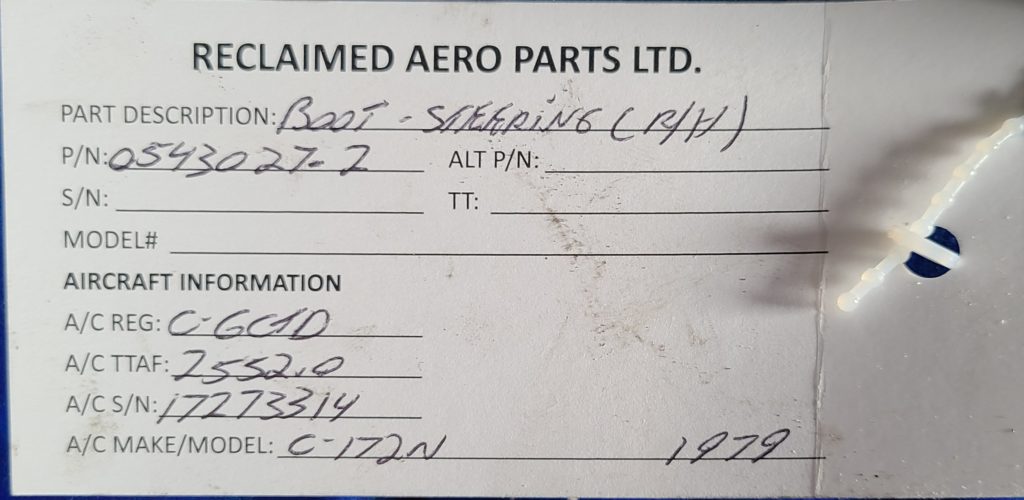 RECLAIMED AERO PARTS LTD.
PART DESCRIPTION: BOOT - STEERING (R/H)
P/N: 0543027-2 ALT P/N:
S/N: TT:
MODEL#
AIRCRAFT INFORMATION
A/C REG:
A/C TTAF: 2552.0
A/C S/N: 17273314
A/C MAKE/MODEL: C-172N 1979